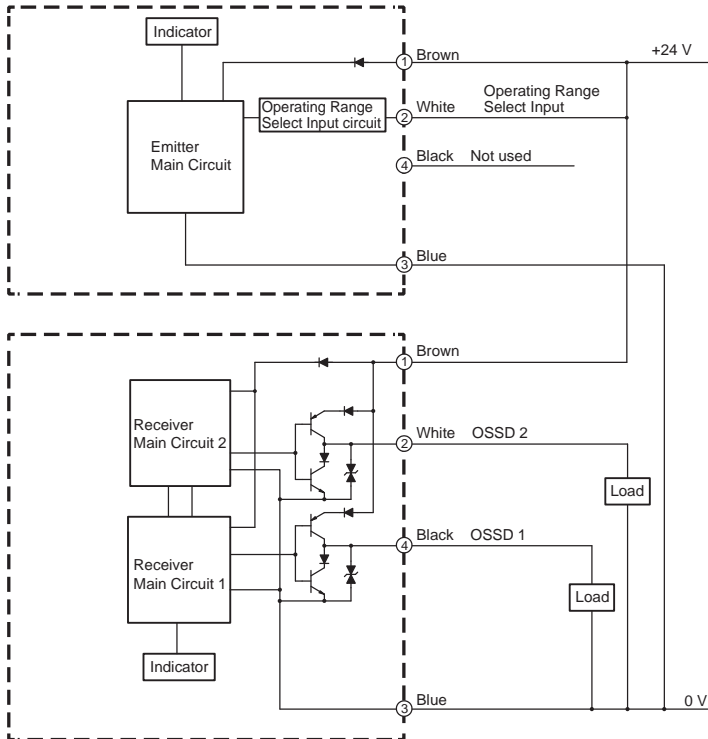 Indicator
1 Brown
+24 V
Operating Range
Select Input circuit
2 White
Operating Range
Select Input
Emitter
Main Circuit
4 Black Not used
3 Blue
1 Brown
Receiver
Main Circuit 2
2 White OSSD 2
Load
4 Black OSSD 1
Receiver
Main Circuit 1
Load
Indicator
3 Blue
0 V